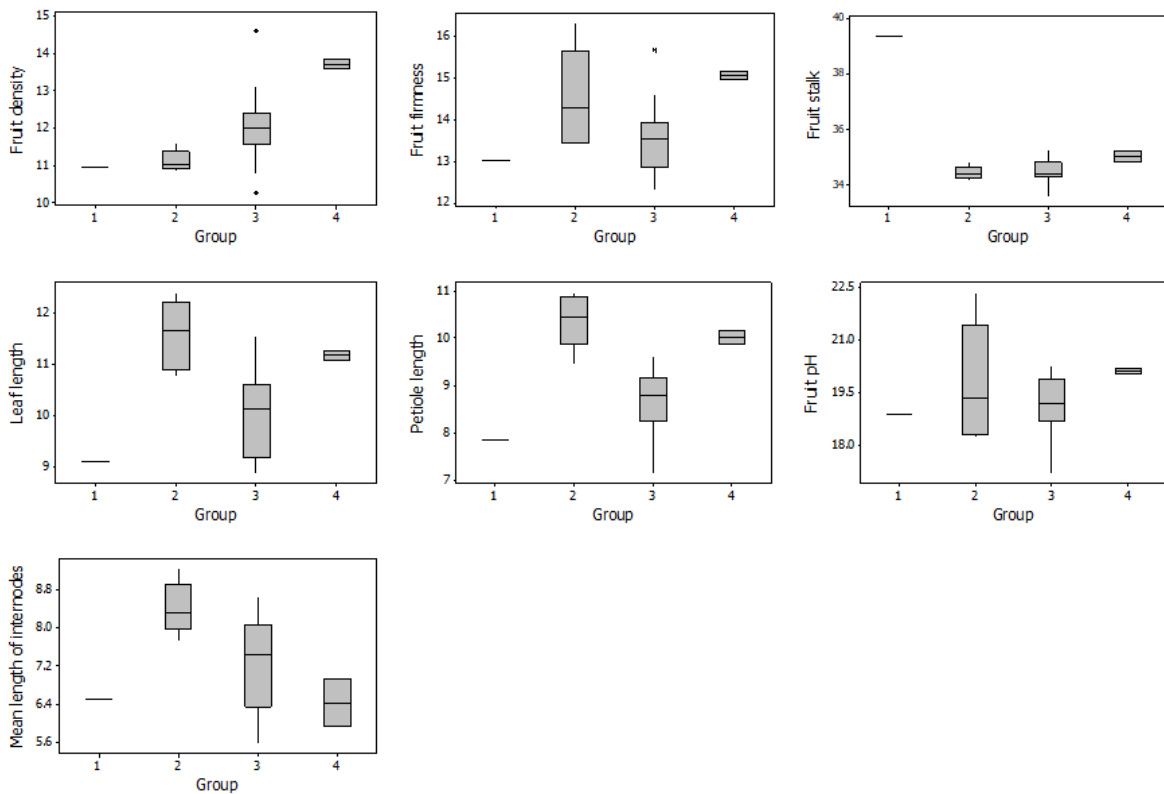 Fruit density
15
14
13
12
11
10
1 2 3 4
Group
Fruit firmness
16
15
14
13
12
1 2 3 4
Group
Fruit stalk
40
38
36
34
1 2 3 4
Group
Leaf length
12
11
10
9
1 2 3 4
Group
Petiole length
11
10
9
8
7
1 2 3 4
Group
Fruit pH
22.5
21.0
19.5
18.0
1 2 3 4
Group
Mean length of internodes
8.8
8.0
7.2
6.4
5.6
1 2 3 4
Group